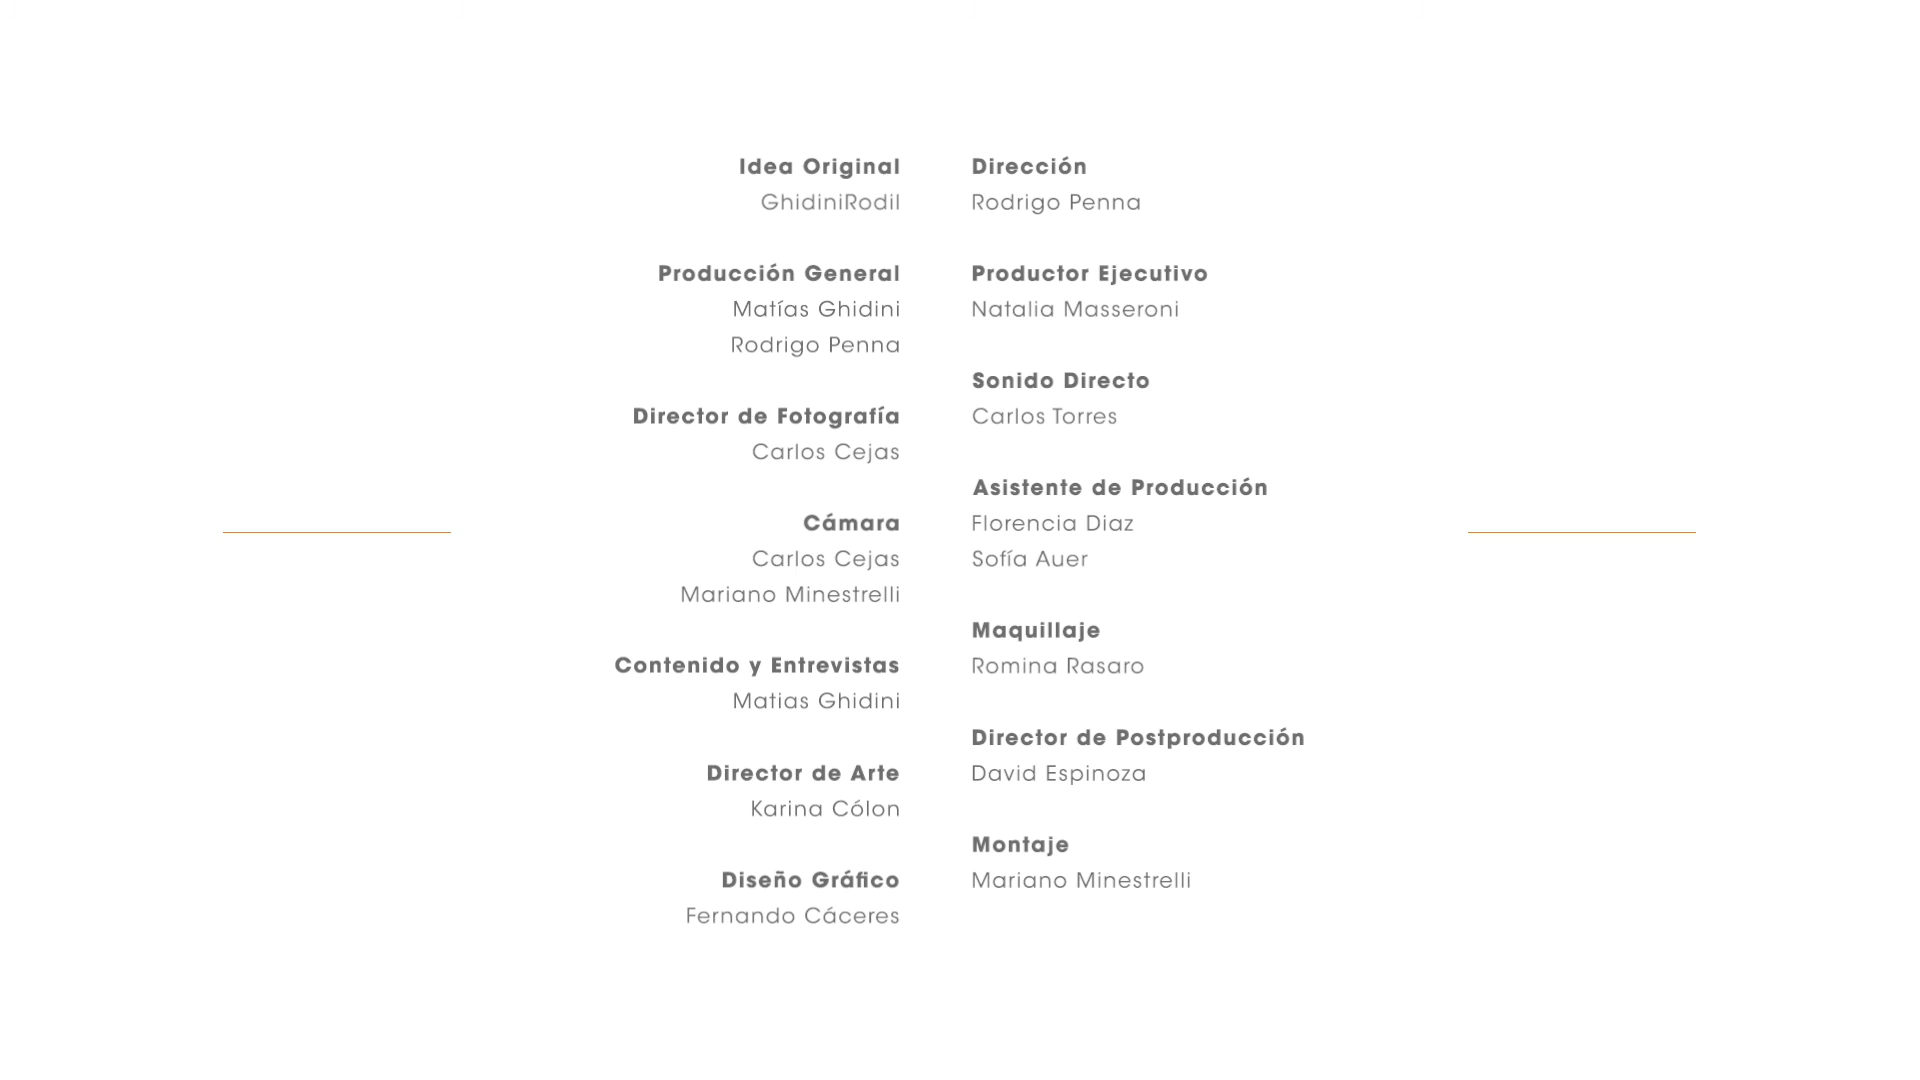 Idea Original
GhidiniRodil
Producción General
Matías Ghidini
Rodrigo Penna
Director de Fotografía
Carlos Cejas
Cámara
Carlos Cejas
Mariano Minestrelli
Contenido y Entrevistas
Matias Ghidini
Director de Arte
Karina Cólon
Diseño Gráfico
Fernando Cáceres
Dirección
Rodrigo Penna
Productor Ejecutivo
Natalia Masseroni
Sonido Directo
Carlos Torres
Asistente de Producción
Florencia Diaz
Sofía Auer
Maquillaje
Romina Rasaro
Director de Postproducción
David Espinoza
Montaje
Mariano Minestrelli